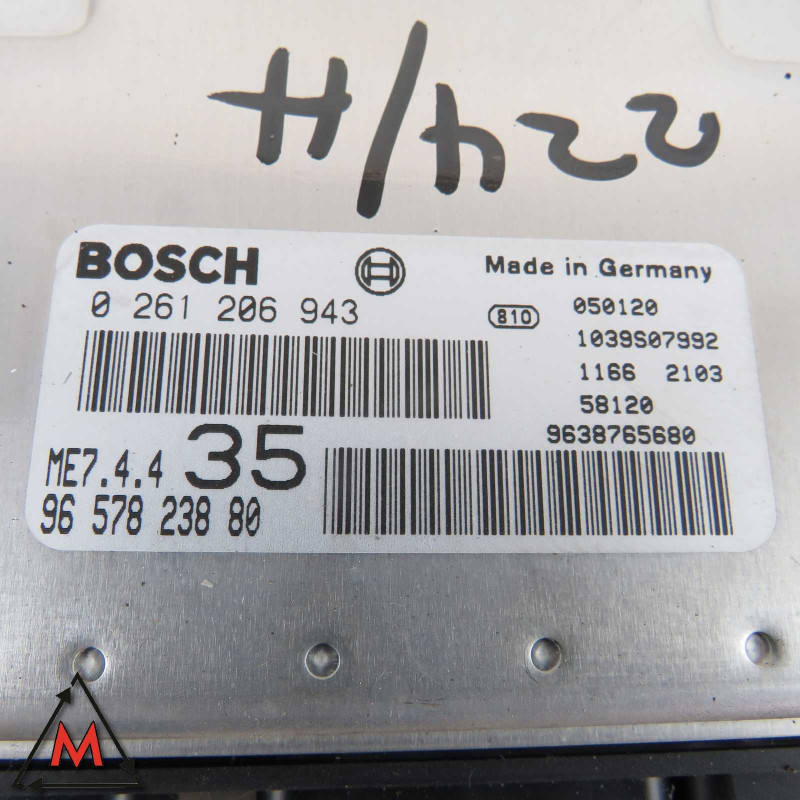 H/h22
BOSCH
Made in Germany
0 261 206 943
810
050120
1039S07992
1166 2103
58120
9638765680
ME7.4.4 35
96 578 238 80
M